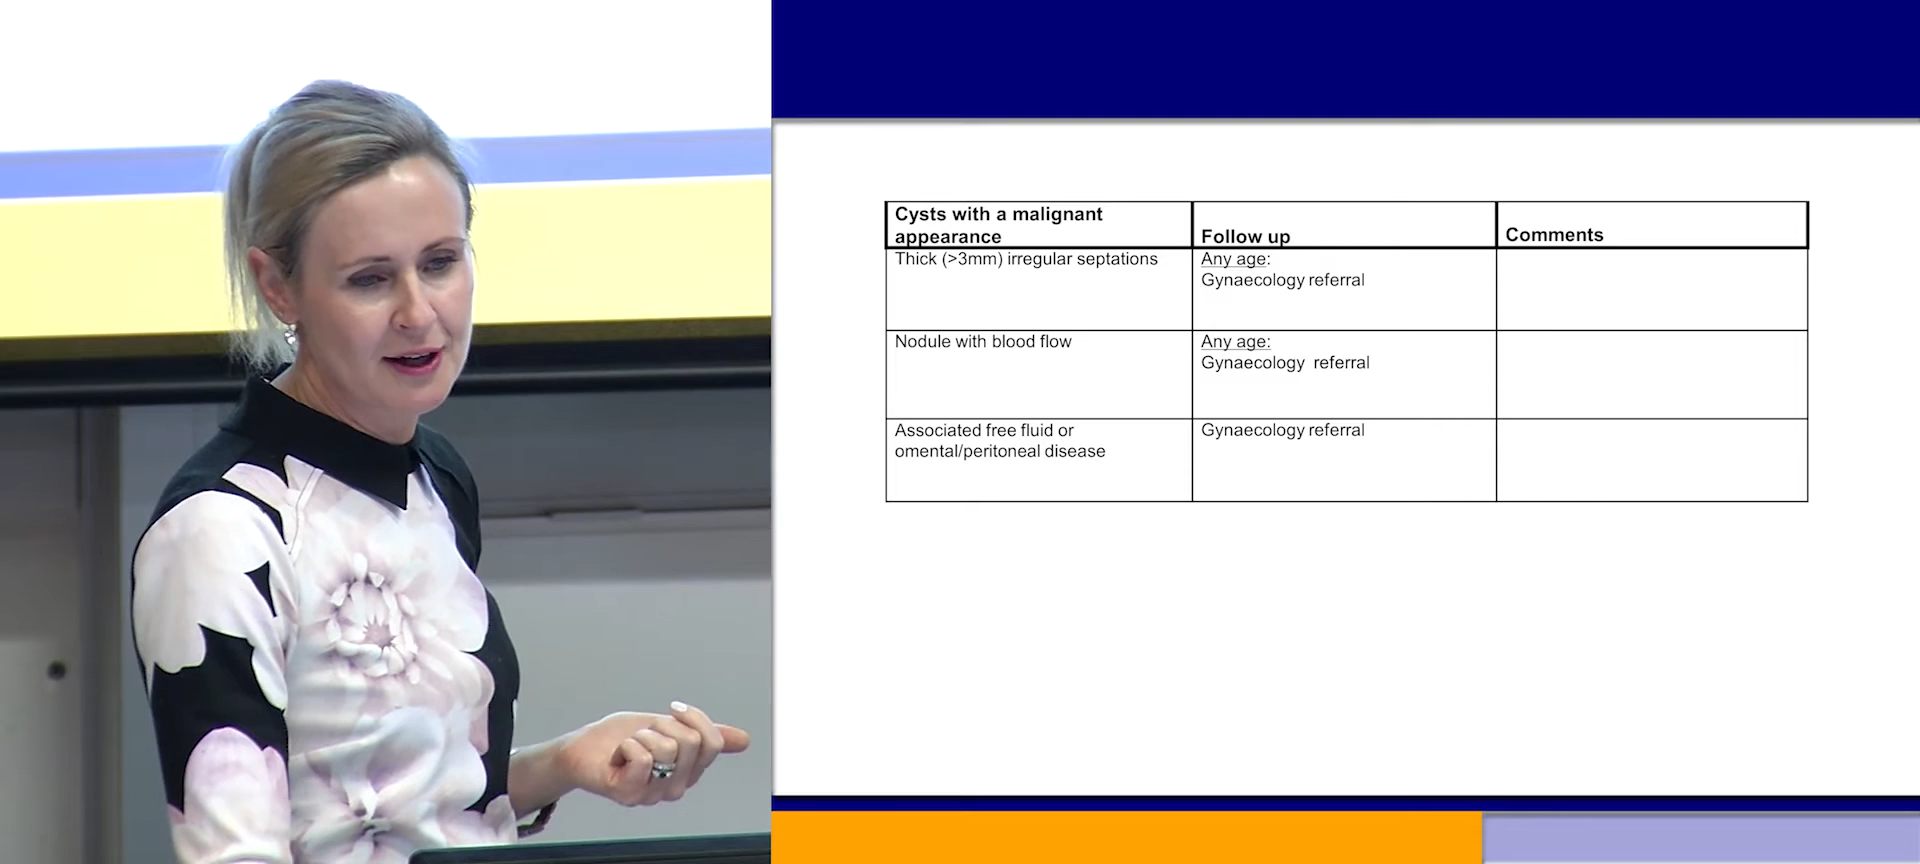 Cysts with a malignant
appearance
Follow up
Comments
Thick (>3mm) irregular septations
Any age:
Gynaecology referral
Nodule with blood flow
Any age:
Gynaecology  referral
Associated free fluid or
omental/peritoneal disease
Gynaecology referral